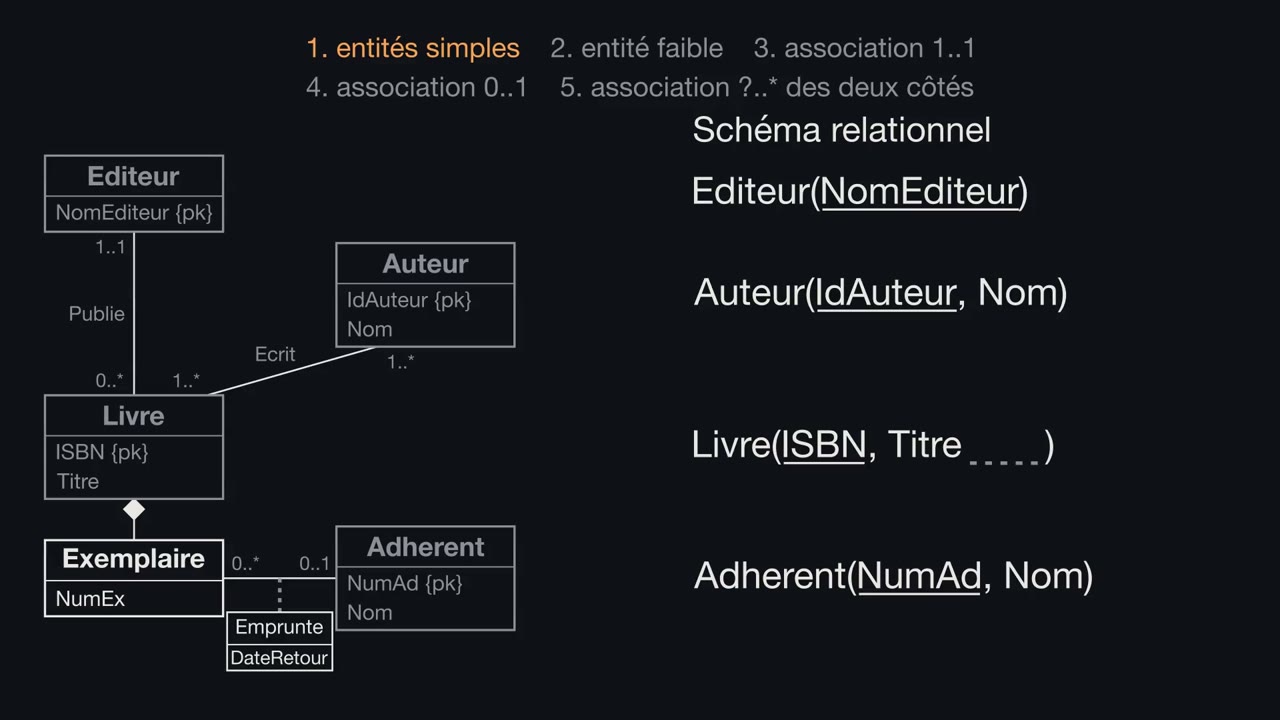 1. entités simples 2. entité faible 3. association 1..1
4. association 0..1 5. association ?..* des deux côtés
Schéma relationnel
Editeur
NomEditeur {pk}
1..1
Publie
0..*
Auteur
IdAuteur {pk}
Nom
1..*
Ecrit
1..*
Livre
ISBN {pk}
Titre
Exemplaire
NumEx
0..*
0..1
Emprunte
DateRetour
Adherent
NumAd {pk}
Nom
Editeur(NomEditeur)
Auteur(IdAuteur, Nom)
Livre(ISBN, Titre _____)
Adherent(NumAd, Nom)